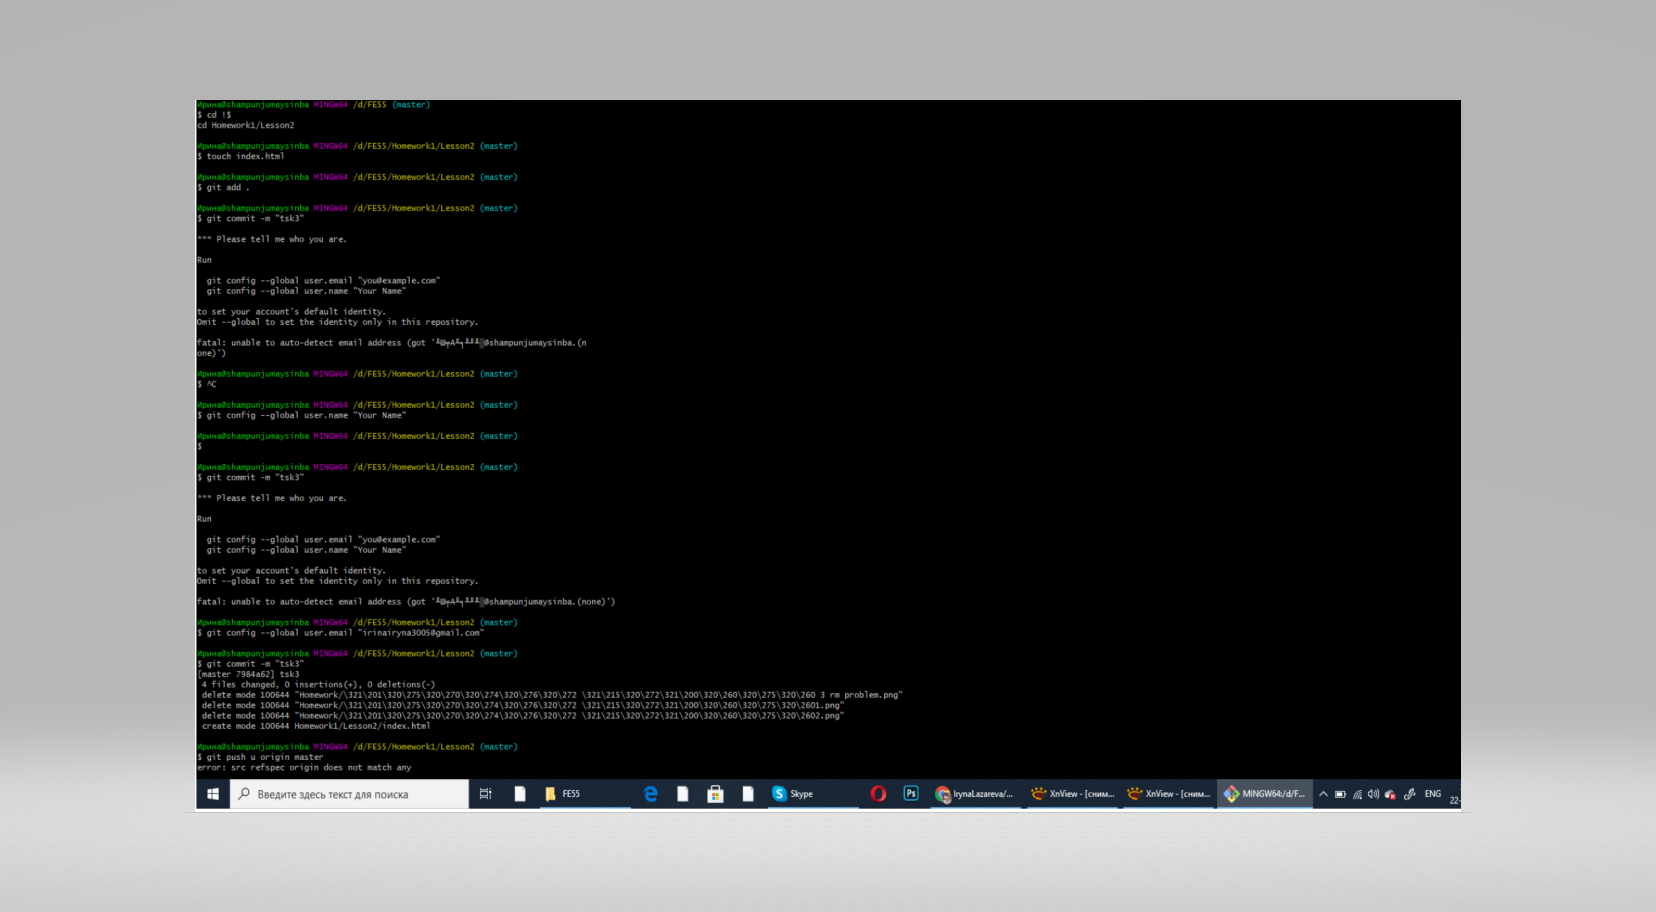 Ирина@shampunjumaysinba MINGW64 /d/FE55 (master)
$ cd !$
cd Homework1/Lesson2
Ирина@shampunjumaysinba MINGW64 /d/FE55/Homework1/Lesson2 (master)
$ touch index.html
Ирина@shampunjumaysinba MINGW64 /d/FE55/Homework1/Lesson2 (master)
$ git add .
Ирина@shampunjumaysinba MINGW64 /d/FE55/Homework1/Lesson2 (master)
$ git commit -m "tsk3"
*** Please tell me who you are.
Run
git config --global user.email "you@example.com"
git config --global user.name "Your Name"
to set your account's default identity.
Omit --global to set the identity only in this repository.
fatal: unable to auto-detect email address (got '@shampunjumaysinba.(n
one)')
Ирина@shampunjumaysinba MINGW64 /d/FE55/Homework1/Lesson2 (master)
$ ^C
Ирина@shampunjumaysinba MINGW64 /d/FE55/Homework1/Lesson2 (master)
$ git config --global user.name "Your Name"
Ирина@shampunjumaysinba MINGW64 /d/FE55/Homework1/Lesson2 (master)
$
Ирина@shampunjumaysinba MINGW64 /d/FE55/Homework1/Lesson2 (master)
$ git commit -m "tsk3"
*** Please tell me who you are.
Run
git config --global user.email "you@example.com"
git config --global user.name "Your Name"
to set your account's default identity.
Omit --global to set the identity only in this repository.
fatal: unable to auto-detect email address (got '@shampunjumaysinba.(none)')
Ирина@shampunjumaysinba MINGW64 /d/FE55/Homework1/Lesson2 (master)
$ git config --global user.email "irinairyna3005@gmail.com"
Ирина@shampunjumaysinba MINGW64 /d/FE55/Homework1/Lesson2 (master)
$ git commit -m "tsk3"
[master 7984a62] tsk3
4 files changed, 0 insertions(+), 0 deletions(-)
delete mode 100644 "Homework/\321\201\320\275\320\270\320\274\320\276\320\272 \321\215\320\272\321\200\320\260\320\275\320\260 3 rm problem.png"
delete mode 100644 "Homework/\321\201\320\275\320\270\320\274\320\276\320\272 \321\215\320\272\321\200\320\260\320\275\320\2601.png"
delete mode 100644 "Homework/\321\201\320\275\320\270\320\274\320\276\320\272 \321\215\320\272\321\200\320\260\320\275\320\2602.png"
create mode 100644 Homework1/Lesson2/index.html
Ирина@shampunjumaysinba MINGW64 /d/FE55/Homework1/Lesson2 (master)
$ git push u origin master
error: src refspec origin does not match any
Введите здесь текст для поиска FE55 Skype Ps IrynaLazareva/... XnView - [сним... XnView - [сним... MINGW64:/d/F... ENG
22